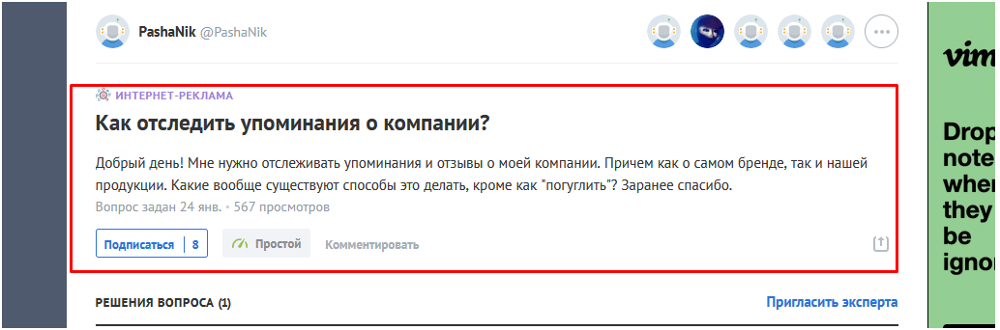 PashaNik @PashaNik
ИНТЕРНЕТ-РЕКЛАМА
Как отследить упоминания о компании?
Добрый день! Мне нужно отслеживать упоминания и отзывы о моей компании. Причем как о самом бренде, так и нашей
продукции. Какие вообще существуют способы это делать, кроме как "погуглить"? Заранее спасибо.
Вопрос задан 24 янв. • 567 просмотров
Подписаться 8 Простой Комментировать
РЕШЕНИЯ ВОПРОСА (1) Пригласить эксперта
vim
Drop
note
when
they
be
ignor